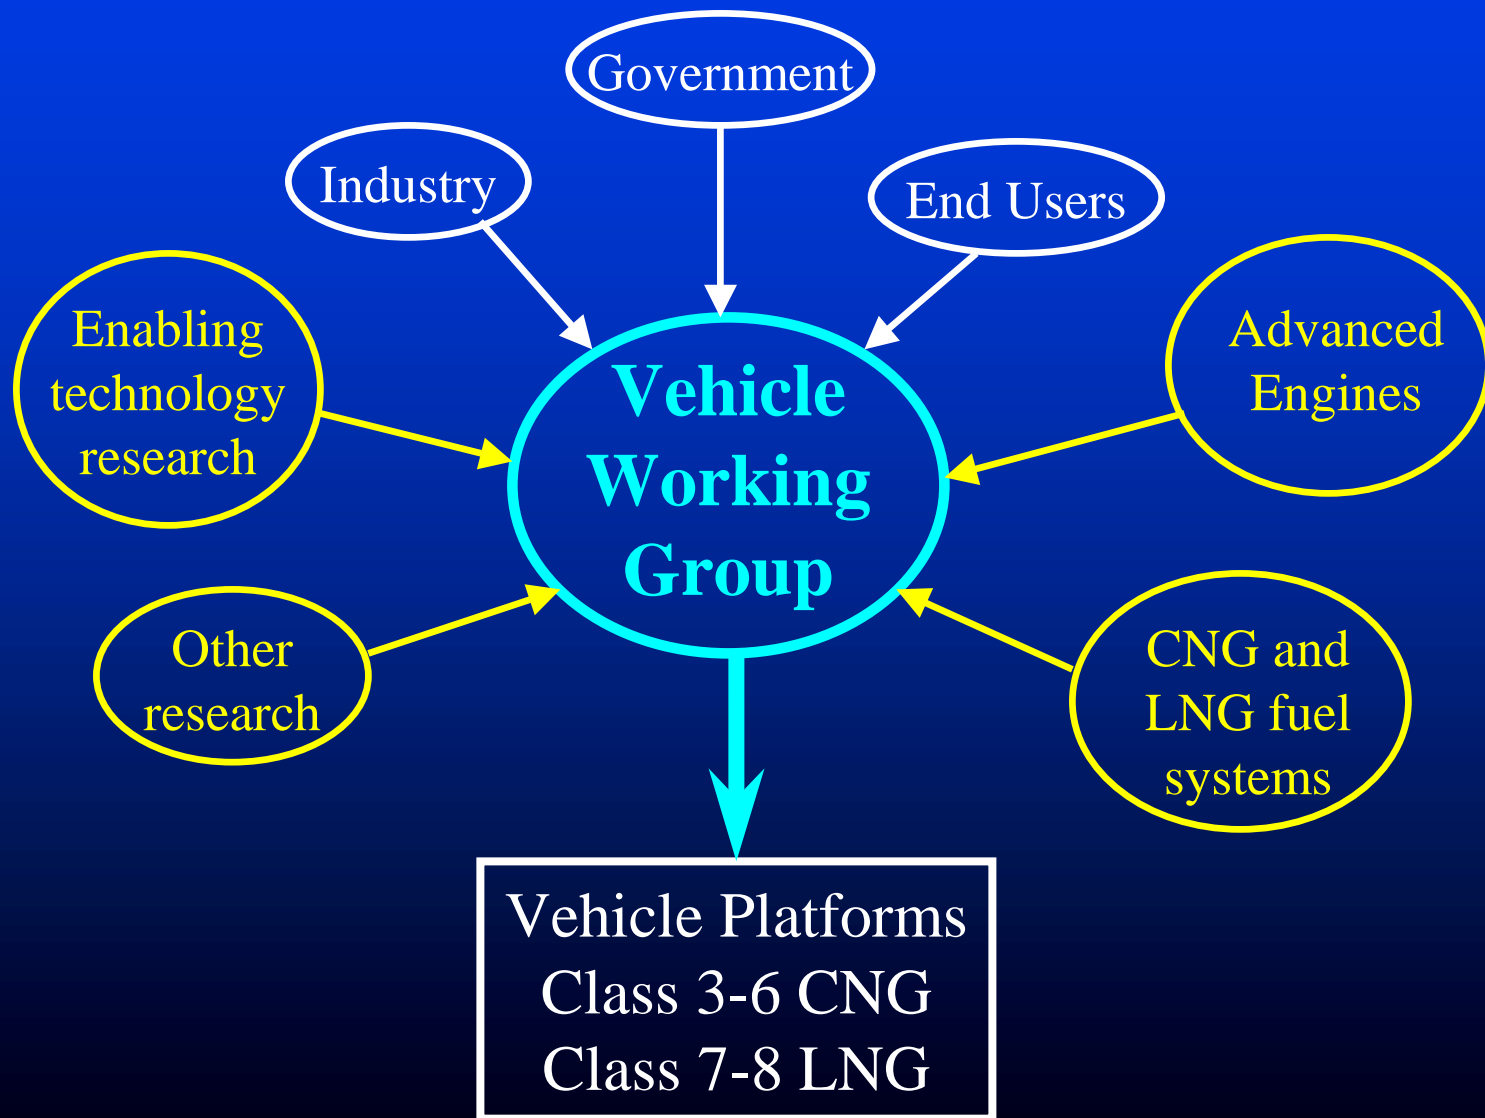 Government
Industry
End Users
Enabling
technology
research
Advanced
Engines
Vehicle
Working
Group
Other
research
CNG and
LNG fuel
systems
Vehicle Platforms
Class 3-6 CNG
Class 7-8 LNG